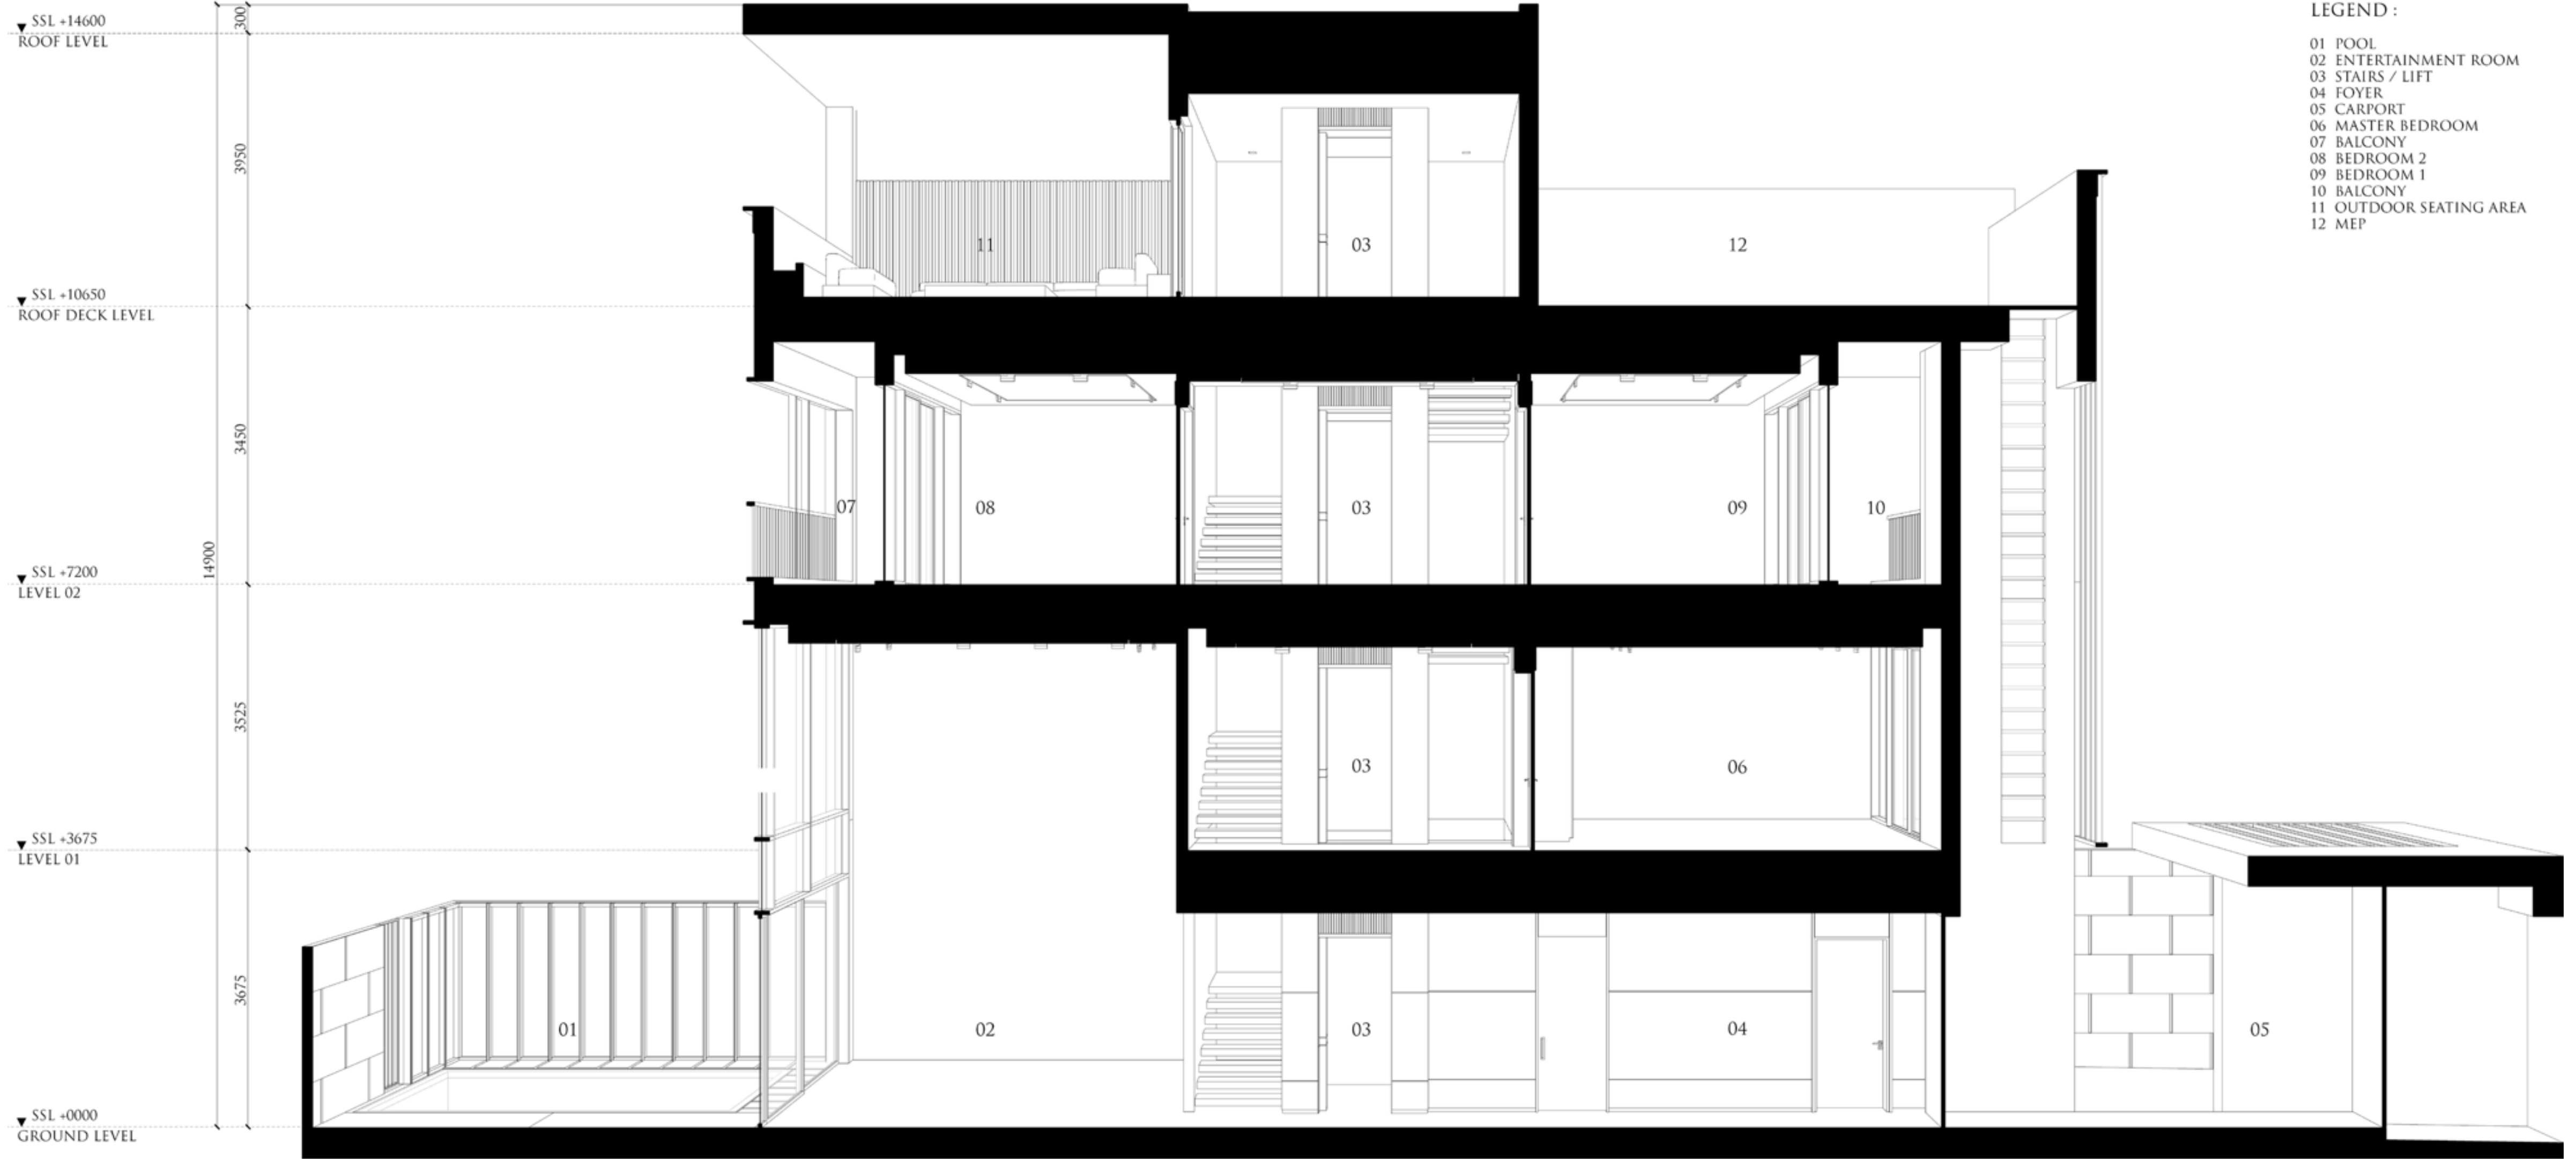 SSL +14600
ROOF LEVEL
SSL +10650
ROOF DECK LEVEL
SSL +7200
LEVEL 02
SSL +3675
LEVEL 01
SSL +0000
GROUND LEVEL
300
3950
3450
3525
3675
14900
11
03
12
07
08
03
09
10
03
06
01
02
03
04
05
LEGEND :
01 POOL
02 ENTERTAINMENT ROOM
03 STAIRS / LIFT
04 FOYER
05 CARPORT
06 MASTER BEDROOM
07 BALCONY
08 BEDROOM 2
09 BEDROOM 1
10 BALCONY
11 OUTDOOR SEATING AREA
12 MEP